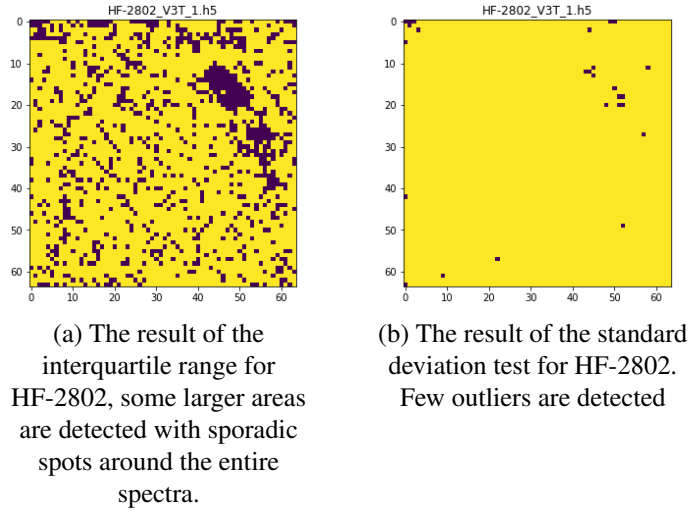 HF-2802_V3T_1.h5
0
10
20
30
40
50
60
0 10 20 30 40 50 60
(a) The result of the
interquartile range for
HF-2802, some larger areas
are detected with sporadic
spots around the entire
spectra.
HF-2802_V3T_1.h5
0
10
20
30
40
50
60
0 10 20 30 40 50 60
(b) The result of the standard
deviation test for HF-2802.
Few outliers are detected